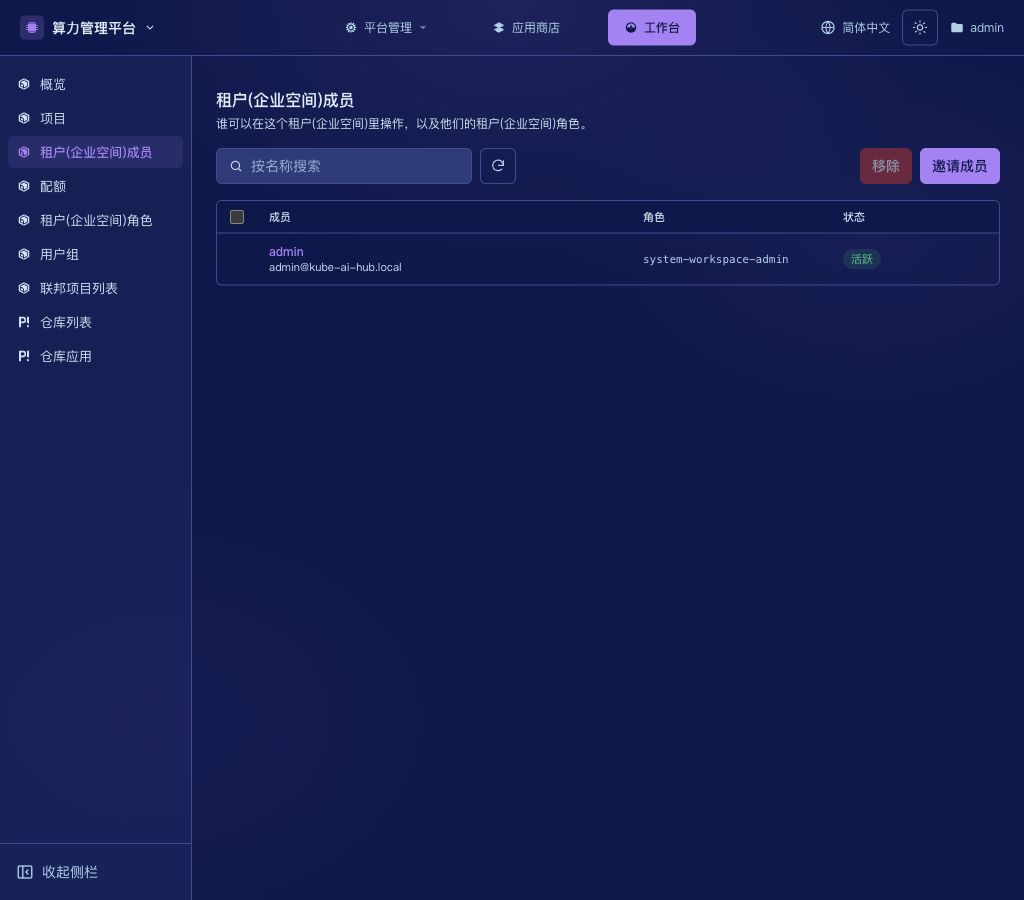 算力管理平台
平台管理
应用商店
工作台
简体中文
admin
概览
项目
租户(企业空间)成员
配额
租户(企业空间)角色
用户组
联邦项目列表
P! 仓库列表
P! 仓库应用
收起侧栏
租户(企业空间)成员
谁可以在这个租户(企业空间)里操作，以及他们的租户(企业空间)角色。
按名称搜索
移除
邀请成员
成员 角色 状态
admin
admin@kube-ai-hub.local
system-workspace-admin
活跃